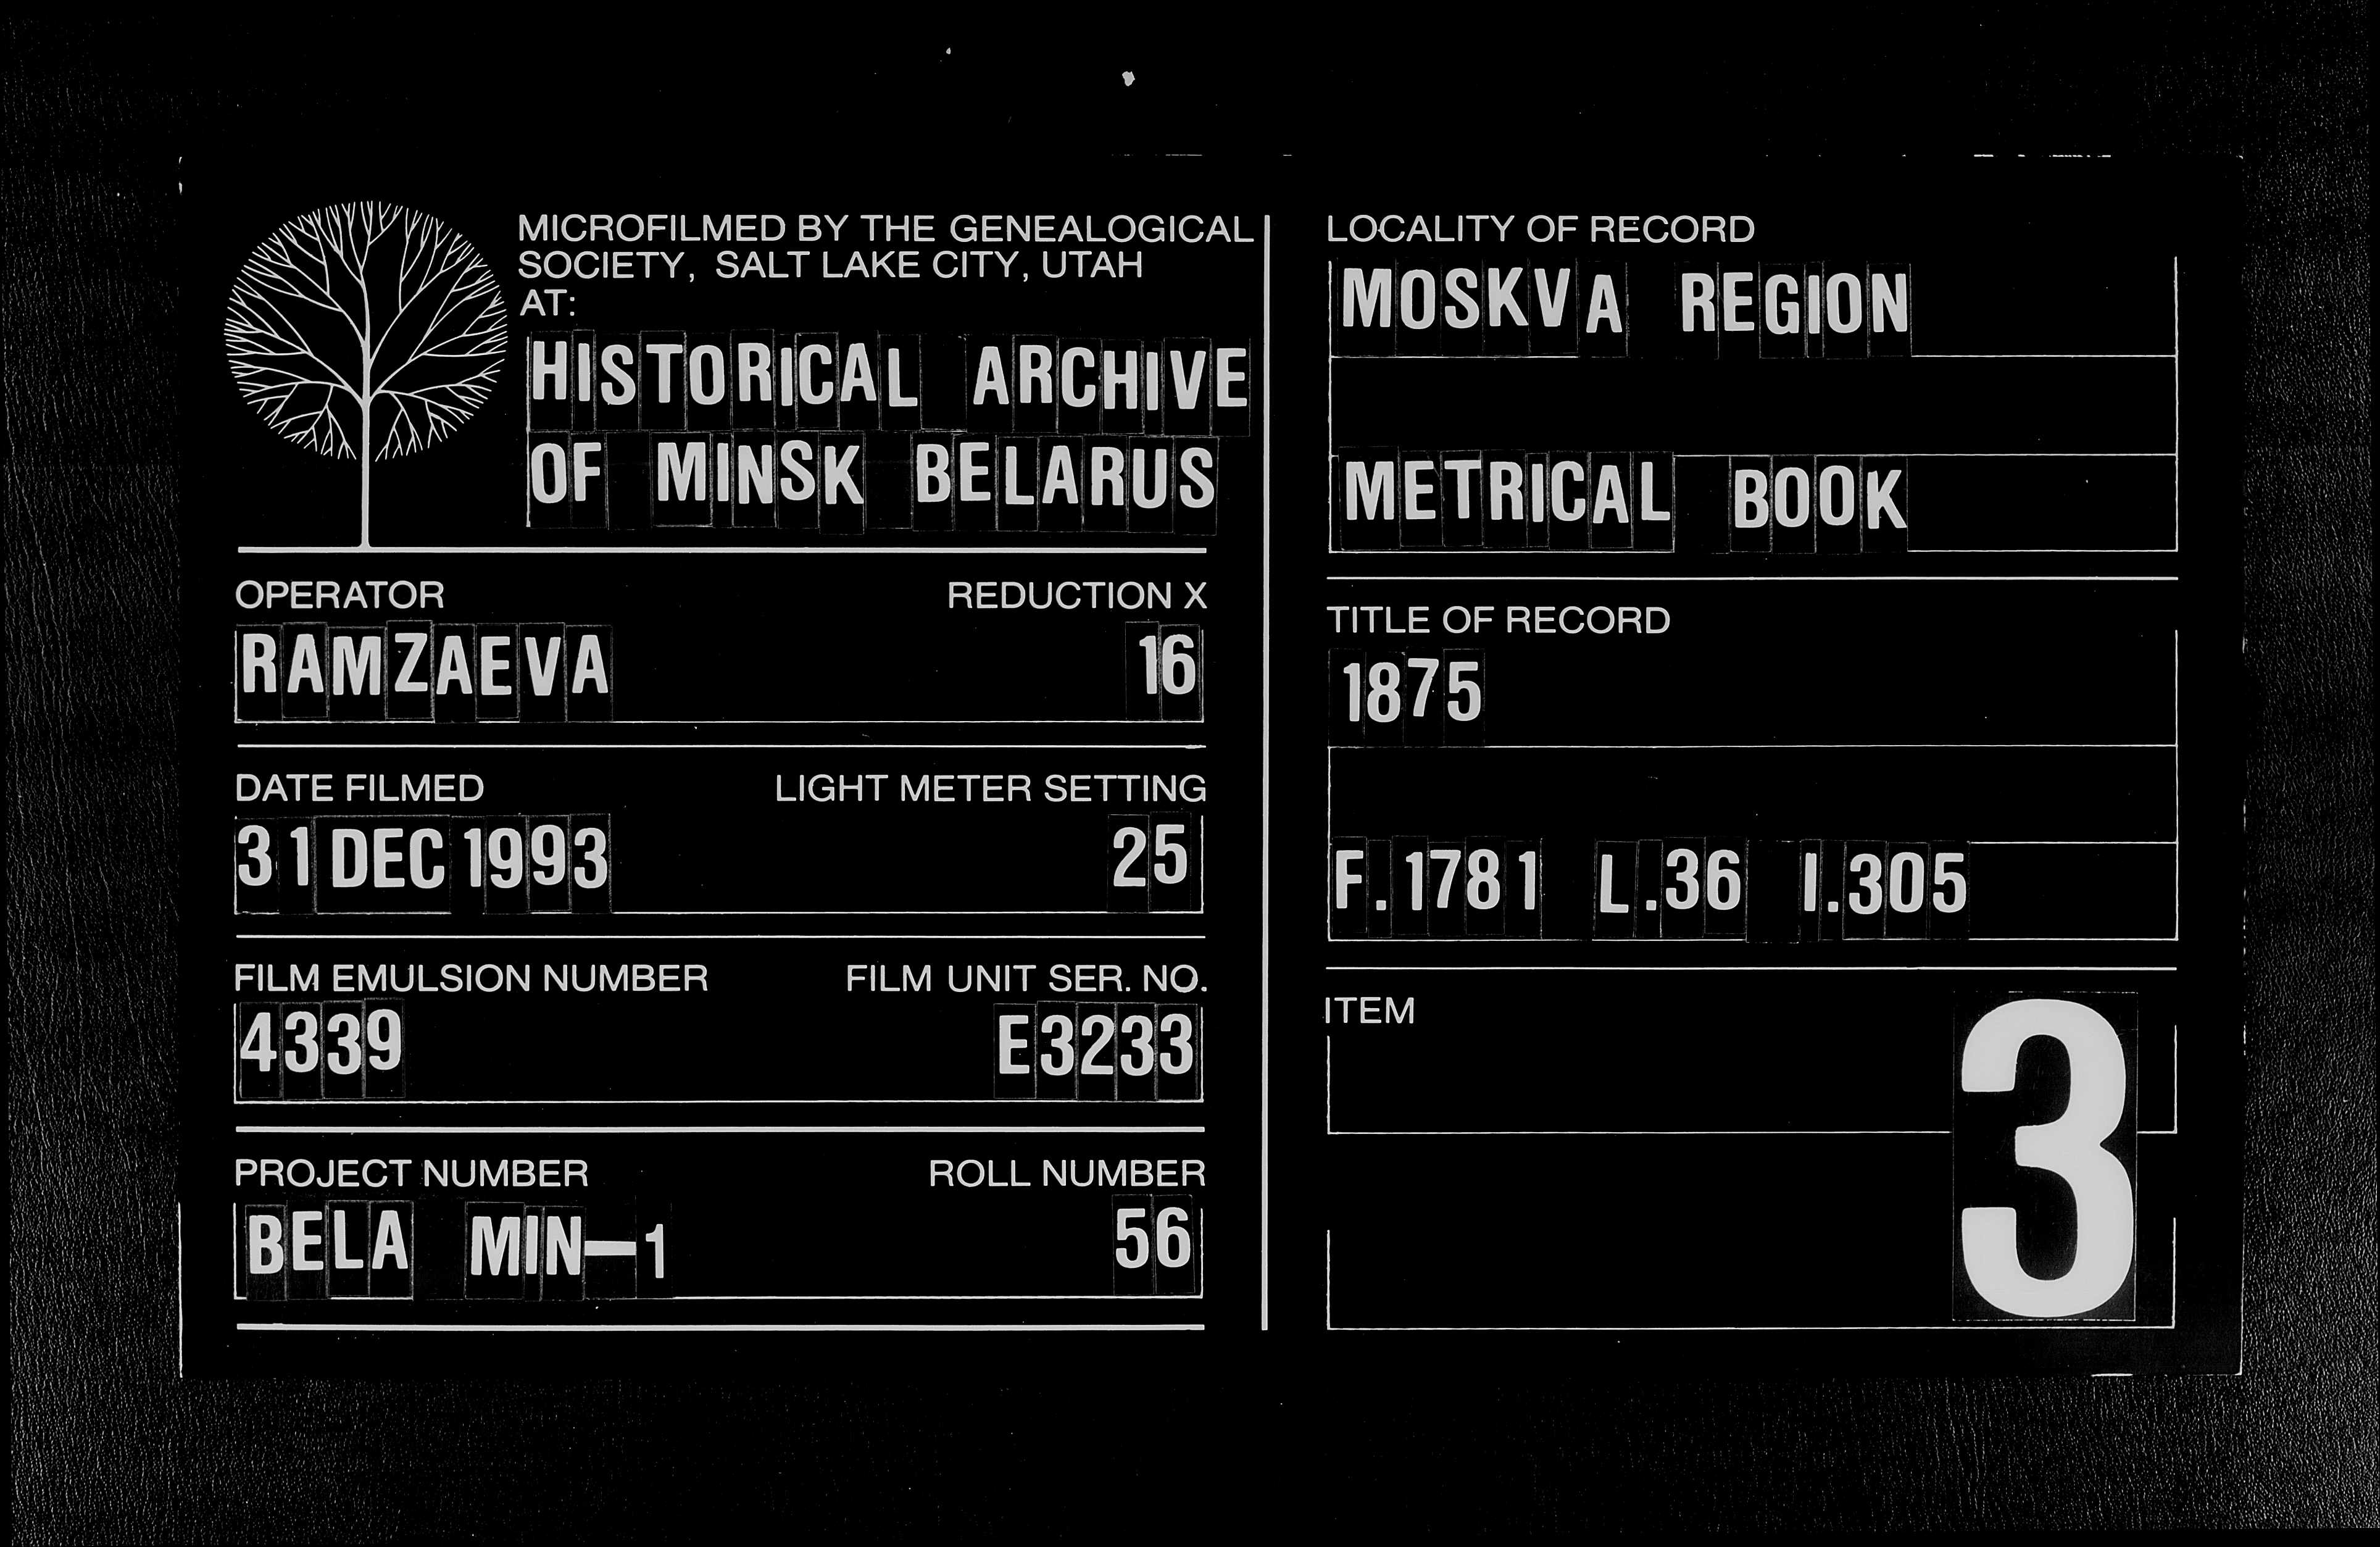 MICROFILMED BY THE GENEALOGICAL
SOCIETY, SALT LAKE CITY, UTAH
AT:
HISTORICAL ARCHIVE
OF MINSK BELARUS
OPERATOR REDUCTION X
RAMZAEVA 16
DATE FILMED LIGHT METER SETTING
31 DEC 1993 25
FILM EMULSION NUMBER FILM UNIT SER. NO.
4339 E3233
PROJECT NUMBER ROLL NUMBER
BELA MIN-1 56
LOCALITY OF RECORD
MOSKVA REGION
METRICAL BOOK
TITLE OF RECORD
1875
F.1781 L.36 I.305
ITEM
3